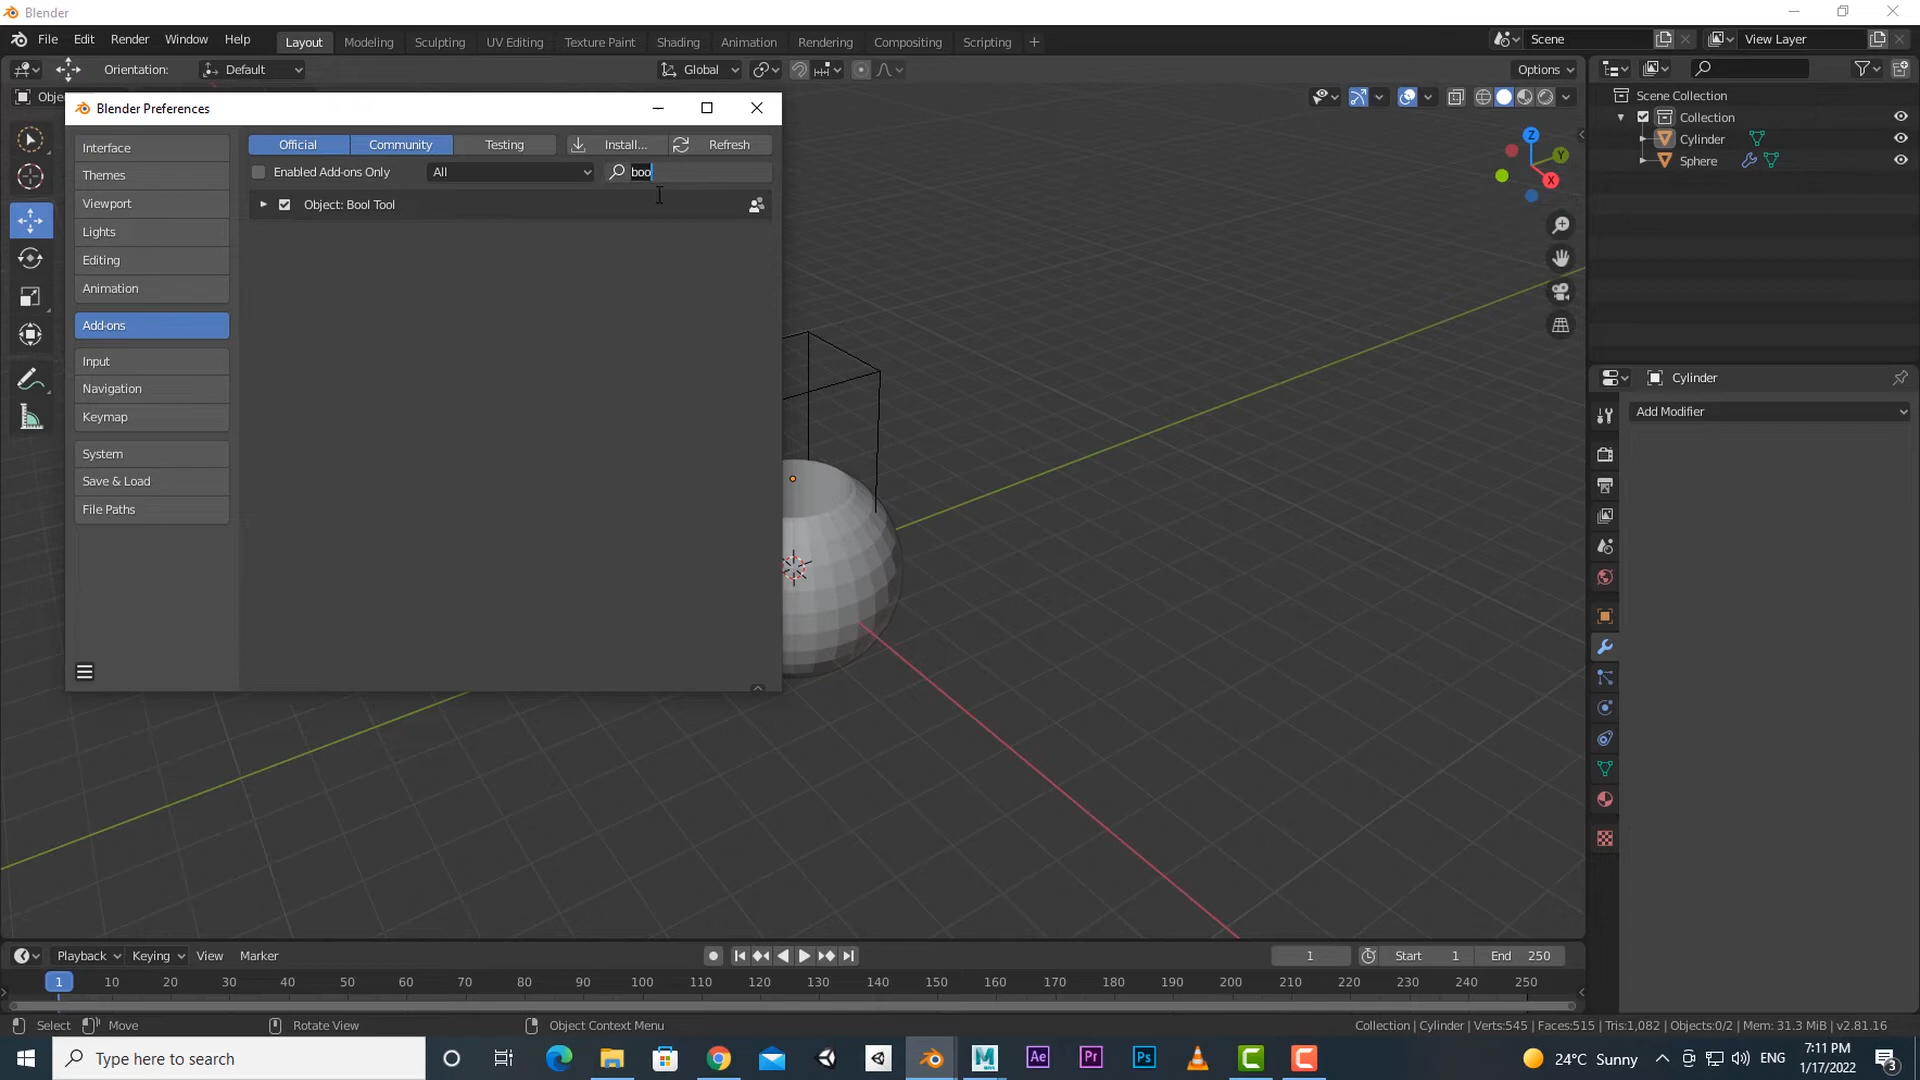 Blender
File Edit Render Window Help Layout Modeling Sculpting UV Editing Texture Paint Shading Animation Rendering Compositing Scripting + Scene View Layer
Orientation: Default Global Options
Obje
Blender Preferences
Interface
Themes
Viewport
Lights
Editing
Animation
Add-ons
Input
Navigation
Keymap
System
Save & Load
File Paths
Official Community Testing Install... Refresh
Enabled Add-ons Only All boo
Object: Bool Tool
Z
Y
X
Scene Collection
Collection
Cylinder
Sphere
Cylinder
Add Modifier
Playback Keying View Marker 1 Start 1 End 250
1 10 20 30 40 50 60 70 80 90 100 110 120 130 140 150 160 170 180 190 200 210 220 230 240 250
Select Move Rotate View Object Context Menu Collection | Cylinder | Verts:545 | Faces:515 | Tris:1,082 | Objects:0/2 | Mem: 31.3 MiB | v2.81.16
Type here to search Ae Pr Ps 24°C Sunny ENG 7:11 PM
1/17/2022 3